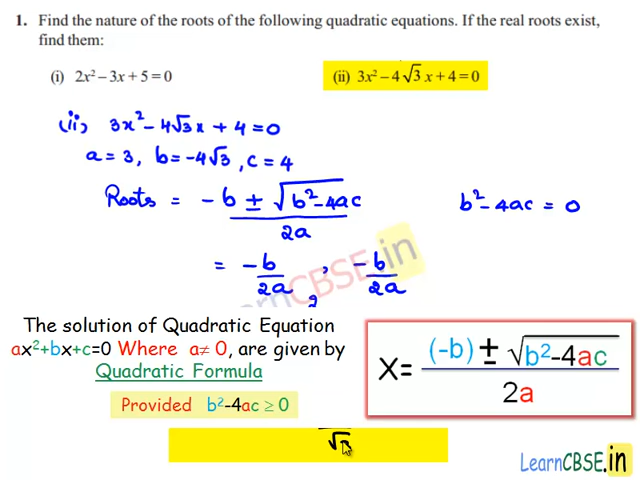 1. Find the nature of the roots of the following quadratic equations. If the real roots exist,
find them:
(i) 2x² – 3x + 5 = 0 (ii) 3x² – 4√3 x + 4 = 0
(ii) 3x² – 4√3x + 4 = 0
a = 3, b = -4√3, c = 4
Roots = -b ± √b²-4ac / 2a b²-4ac = 0
= -b/2a , -b/2a
The solution of Quadratic Equation
ax²+bx+c=0 Where a≠ 0, are given by
Quadratic Formula
Provided b²-4ac ≥ 0
X= (-b) ± √b²-4ac / 2a
LearnCBSE.in